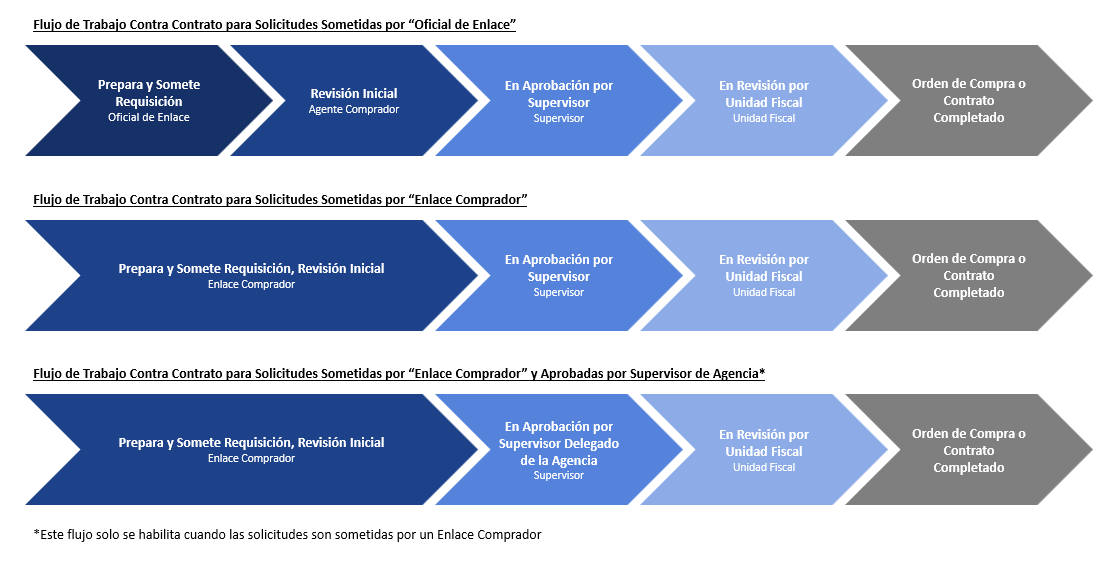 Flujo de Trabajo Contra Contrato para Solicitudes Sometidas por “Oficial de Enlace”
Prepara y Somete
Requisición
Oficial de Enlace
Revisión Inicial
Agente Comprador
En Aprobación por
Supervisor
Supervisor
En Revisión por
Unidad Fiscal
Unidad Fiscal
Orden de Compra o
Contrato
Completado
Flujo de Trabajo Contra Contrato para Solicitudes Sometidas por “Enlace Comprador”
Prepara y Somete Requisición, Revisión Inicial
Enlace Comprador
En Aprobación por
Supervisor
Supervisor
En Revisión por
Unidad Fiscal
Unidad Fiscal
Orden de Compra o
Contrato
Completado
Flujo de Trabajo Contra Contrato para Solicitudes Sometidas por “Enlace Comprador” y Aprobadas por Supervisor de Agencia*
Prepara y Somete Requisición, Revisión Inicial
Enlace Comprador
En Aprobación por
Supervisor Delegado
de la Agencia
Supervisor
En Revisión por
Unidad Fiscal
Unidad Fiscal
Orden de Compra o
Contrato
Completado
*Este flujo solo se habilita cuando las solicitudes son sometidas por un Enlace Comprador